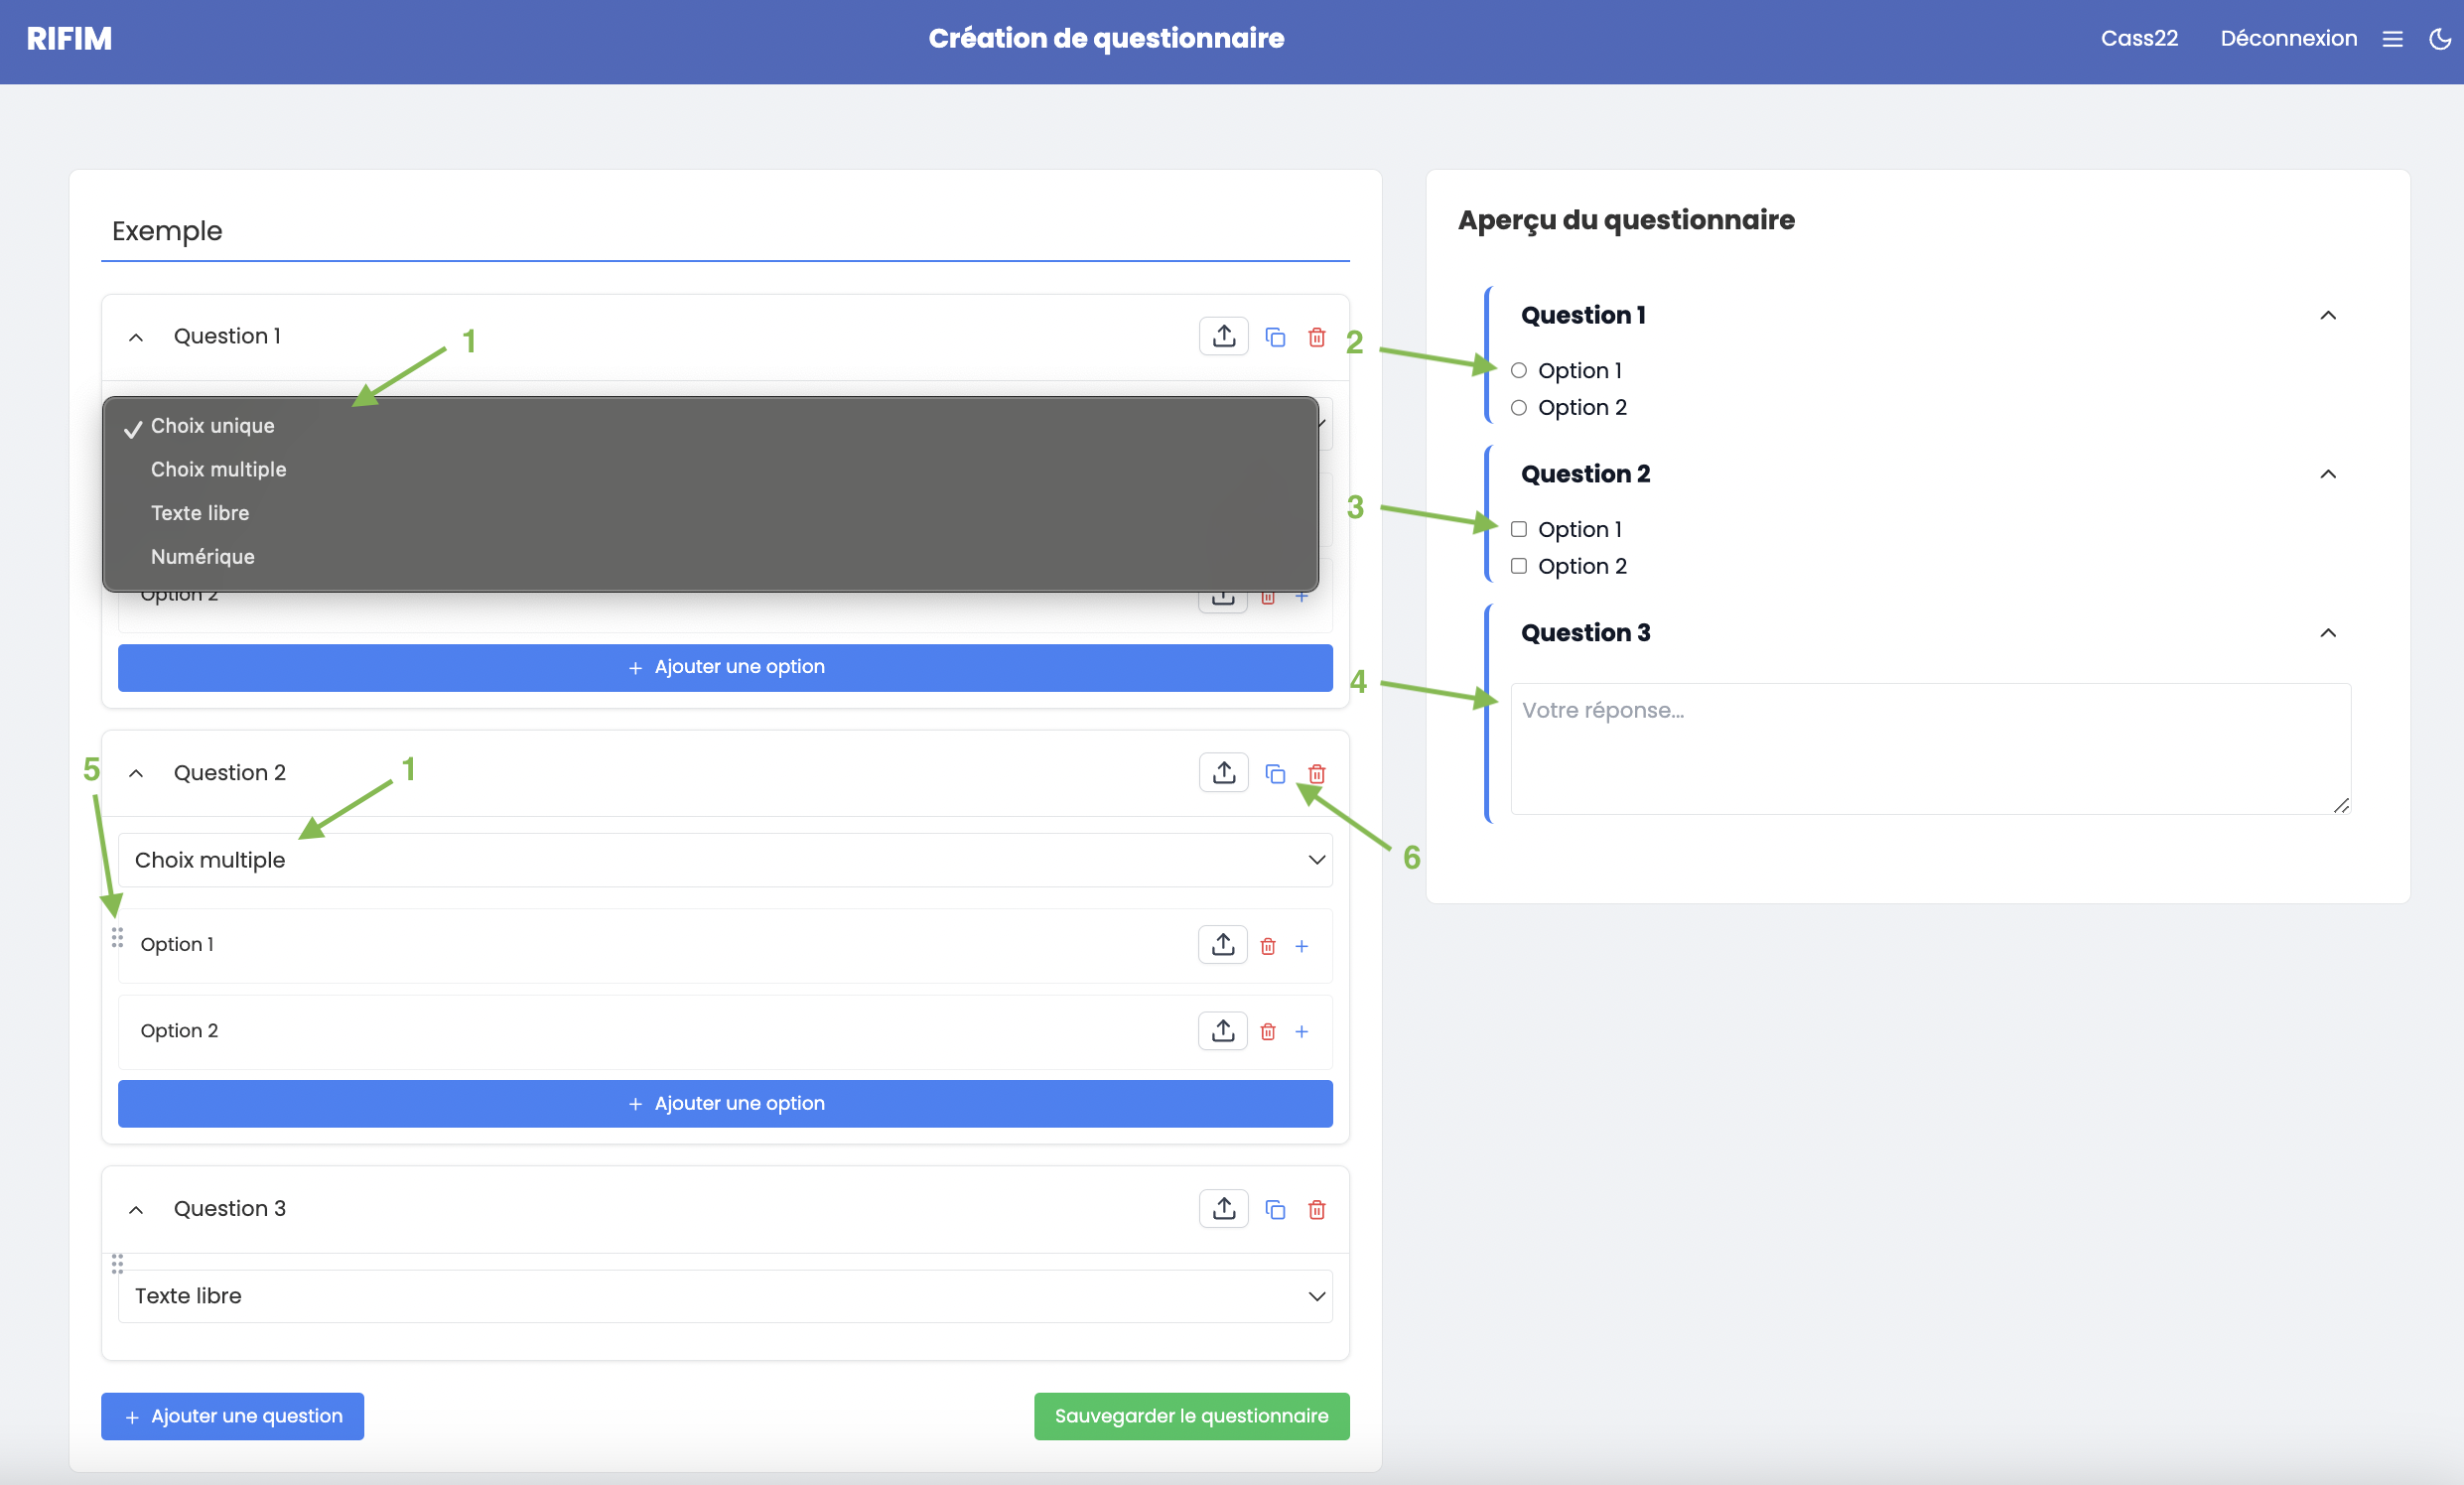 RIFIM
Création de questionnaire
Cass22
Déconnexion
Exemple
Question 1
1
Choix unique
Choix multiple
Texte libre
Numérique
Option 2
+ Ajouter une option
5
Question 2
1
Choix multiple
6
Option 1
Option 2
+ Ajouter une option
Question 3
Texte libre
+ Ajouter une question
Sauvegarder le questionnaire
Aperçu du questionnaire
Question 1
2
Option 1
Option 2
Question 2
3
Option 1
Option 2
Question 3
4
Votre réponse...